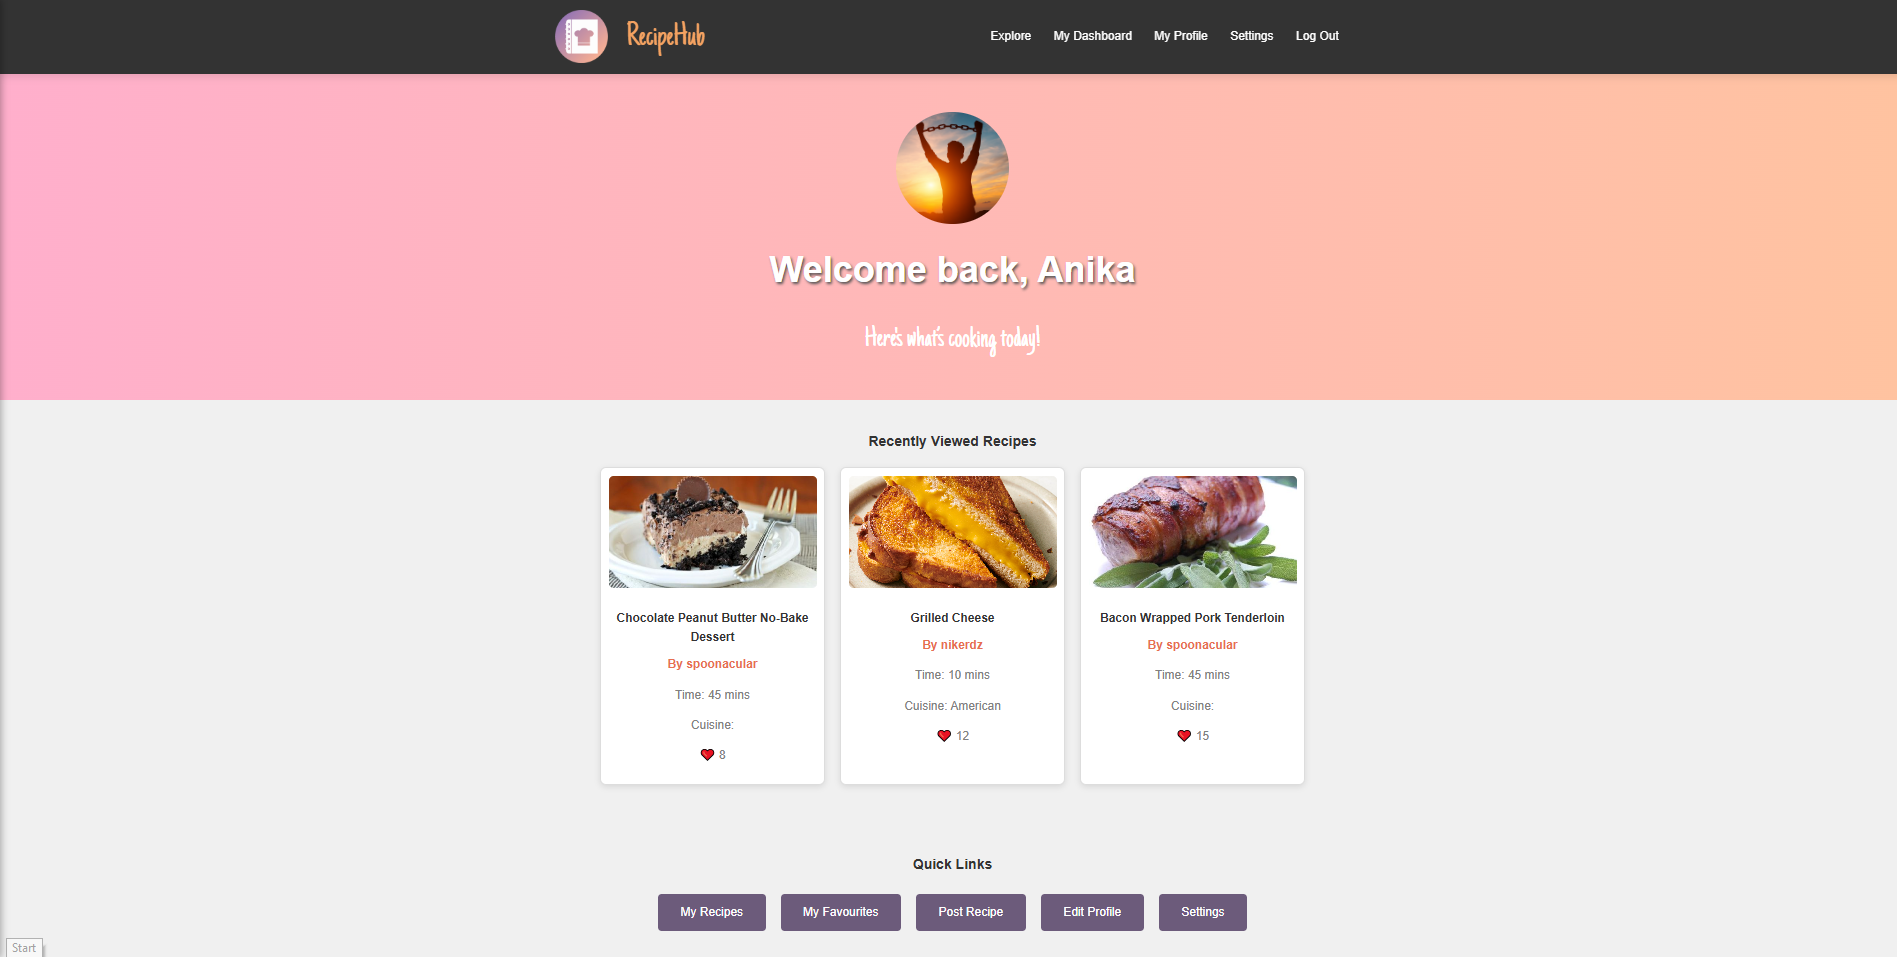 RecipeHub
Explore My Dashboard My Profile Settings Log Out
Welcome back, Anika
Here's what's cooking today!
Recently Viewed Recipes
Chocolate Peanut Butter No-Bake
Dessert
By spoonacular
Time: 45 mins
Cuisine:
8
Grilled Cheese
By nikerdz
Time: 10 mins
Cuisine: American
12
Bacon Wrapped Pork Tenderloin
By spoonacular
Time: 45 mins
Cuisine:
15
Quick Links
My Recipes My Favourites Post Recipe Edit Profile Settings
Start